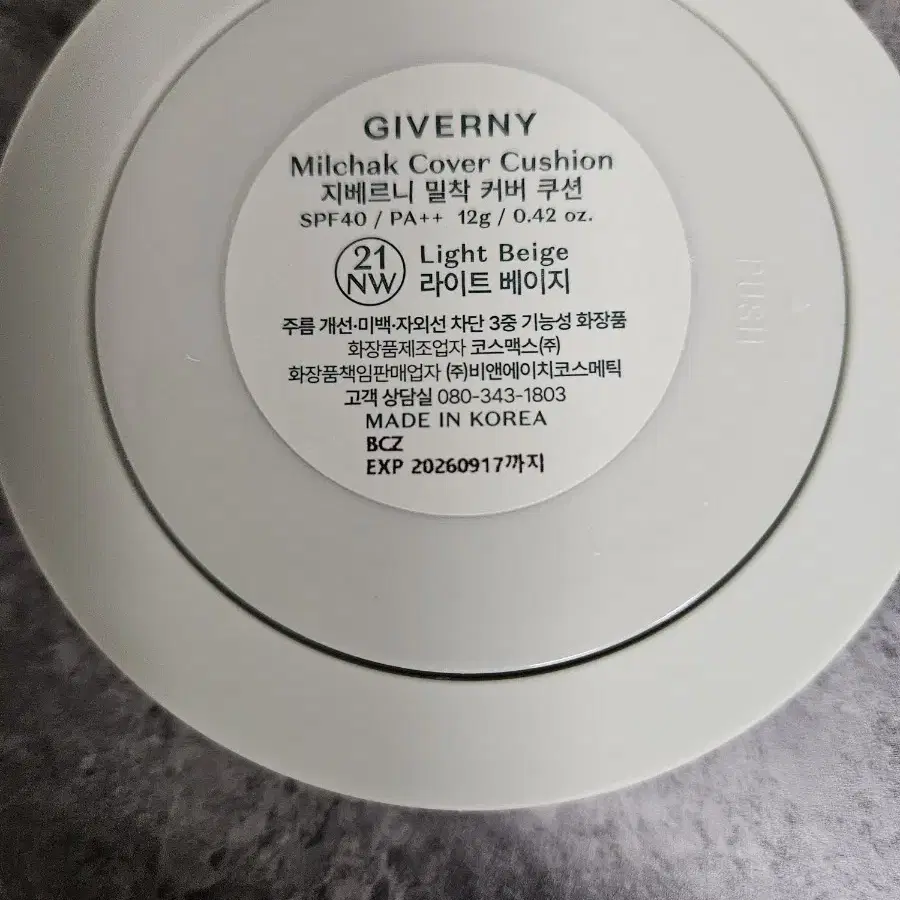 GIVERNY
Milchak Cover Cushion
지베르니 밀착 커버 쿠션
SPF40 / PA++ 12g / 0.42 oz.
21
NW
Light Beige
라이트 베이지
주름 개선·미백·자외선 차단 3중 기능성 화장품
화장품제조업자 코스맥스(주)
화장품책임판매업자 (주)비앤에이치코스메틱
고객 상담실 080-343-1803
MADE IN KOREA
BCZ
EXP 20260917까지
PUSH